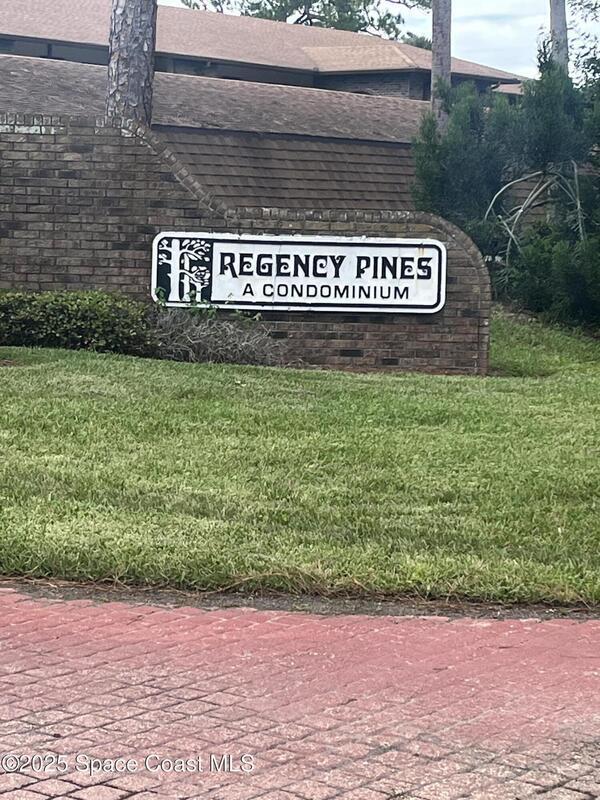 REGENCY PINES
A CONDOMINIUM
©2025 Space Coast MLS